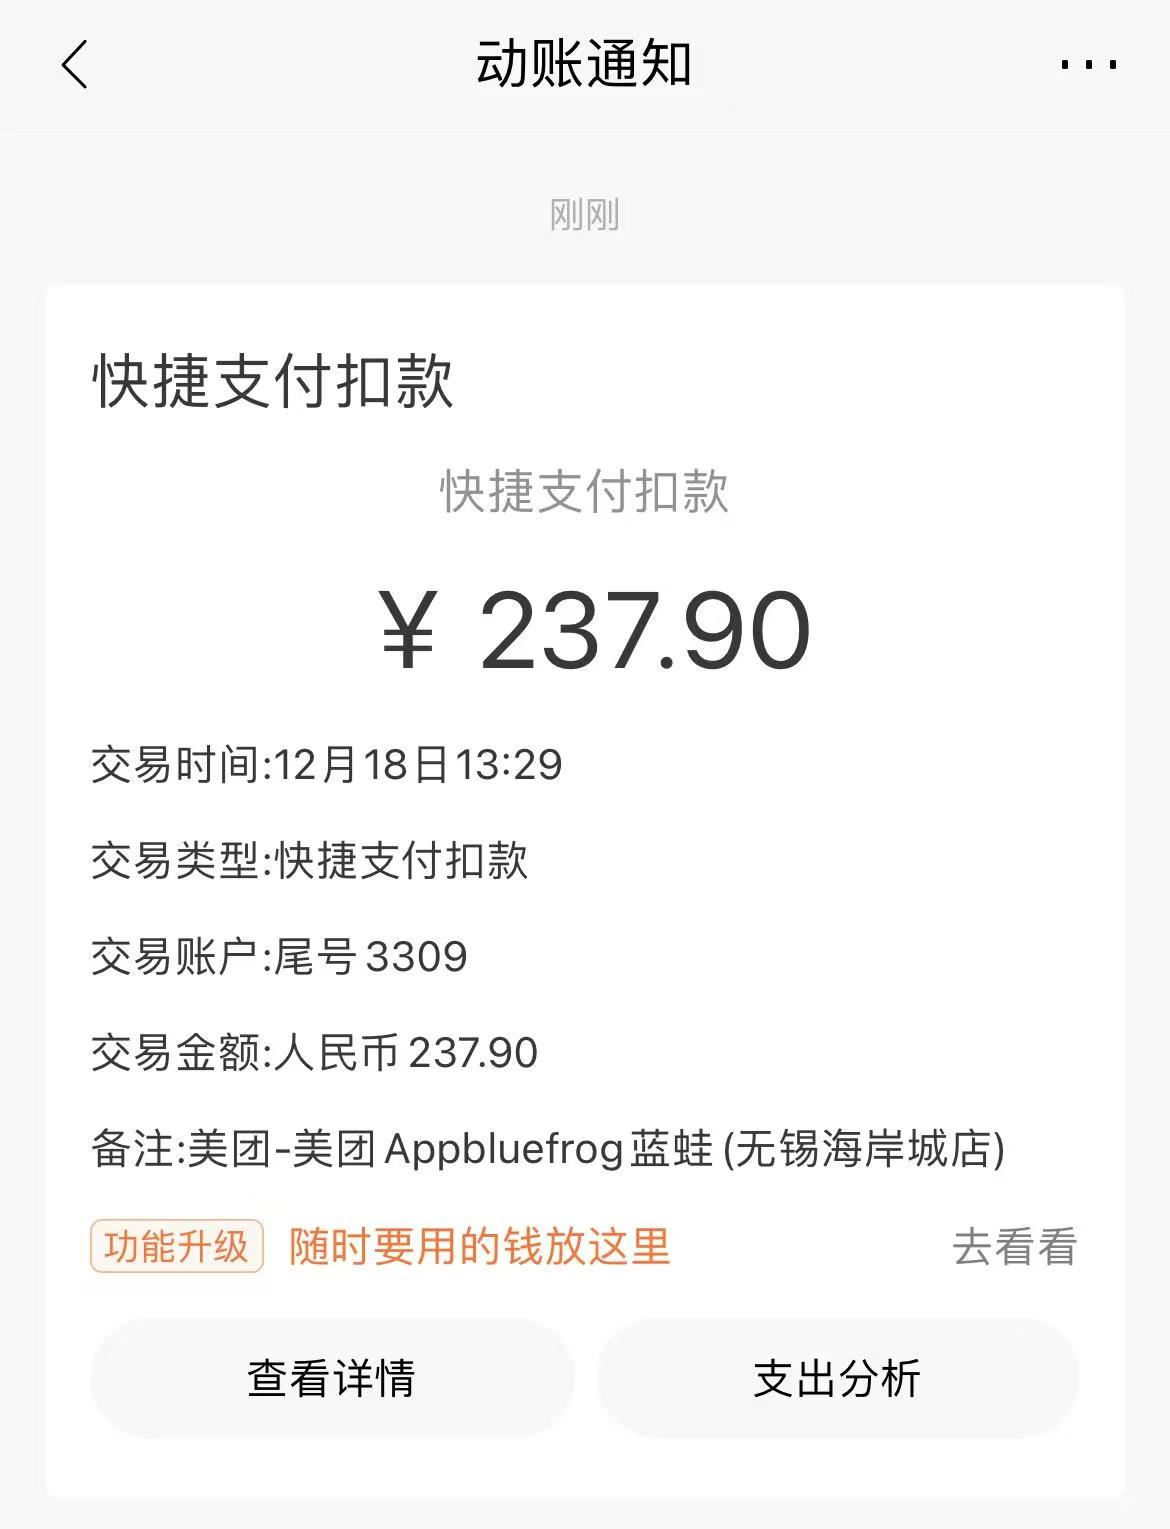 动账通知
刚刚
快捷支付扣款
快捷支付扣款
¥ 237.90
交易时间:12月18日13:29
交易类型:快捷支付扣款
交易账户:尾号3309
交易金额:人民币237.90
备注:美团-美团Appbluefrog蓝蛙(无锡海岸城店)
功能升级 随时要用的钱放这里 去看看
查看详情 支出分析